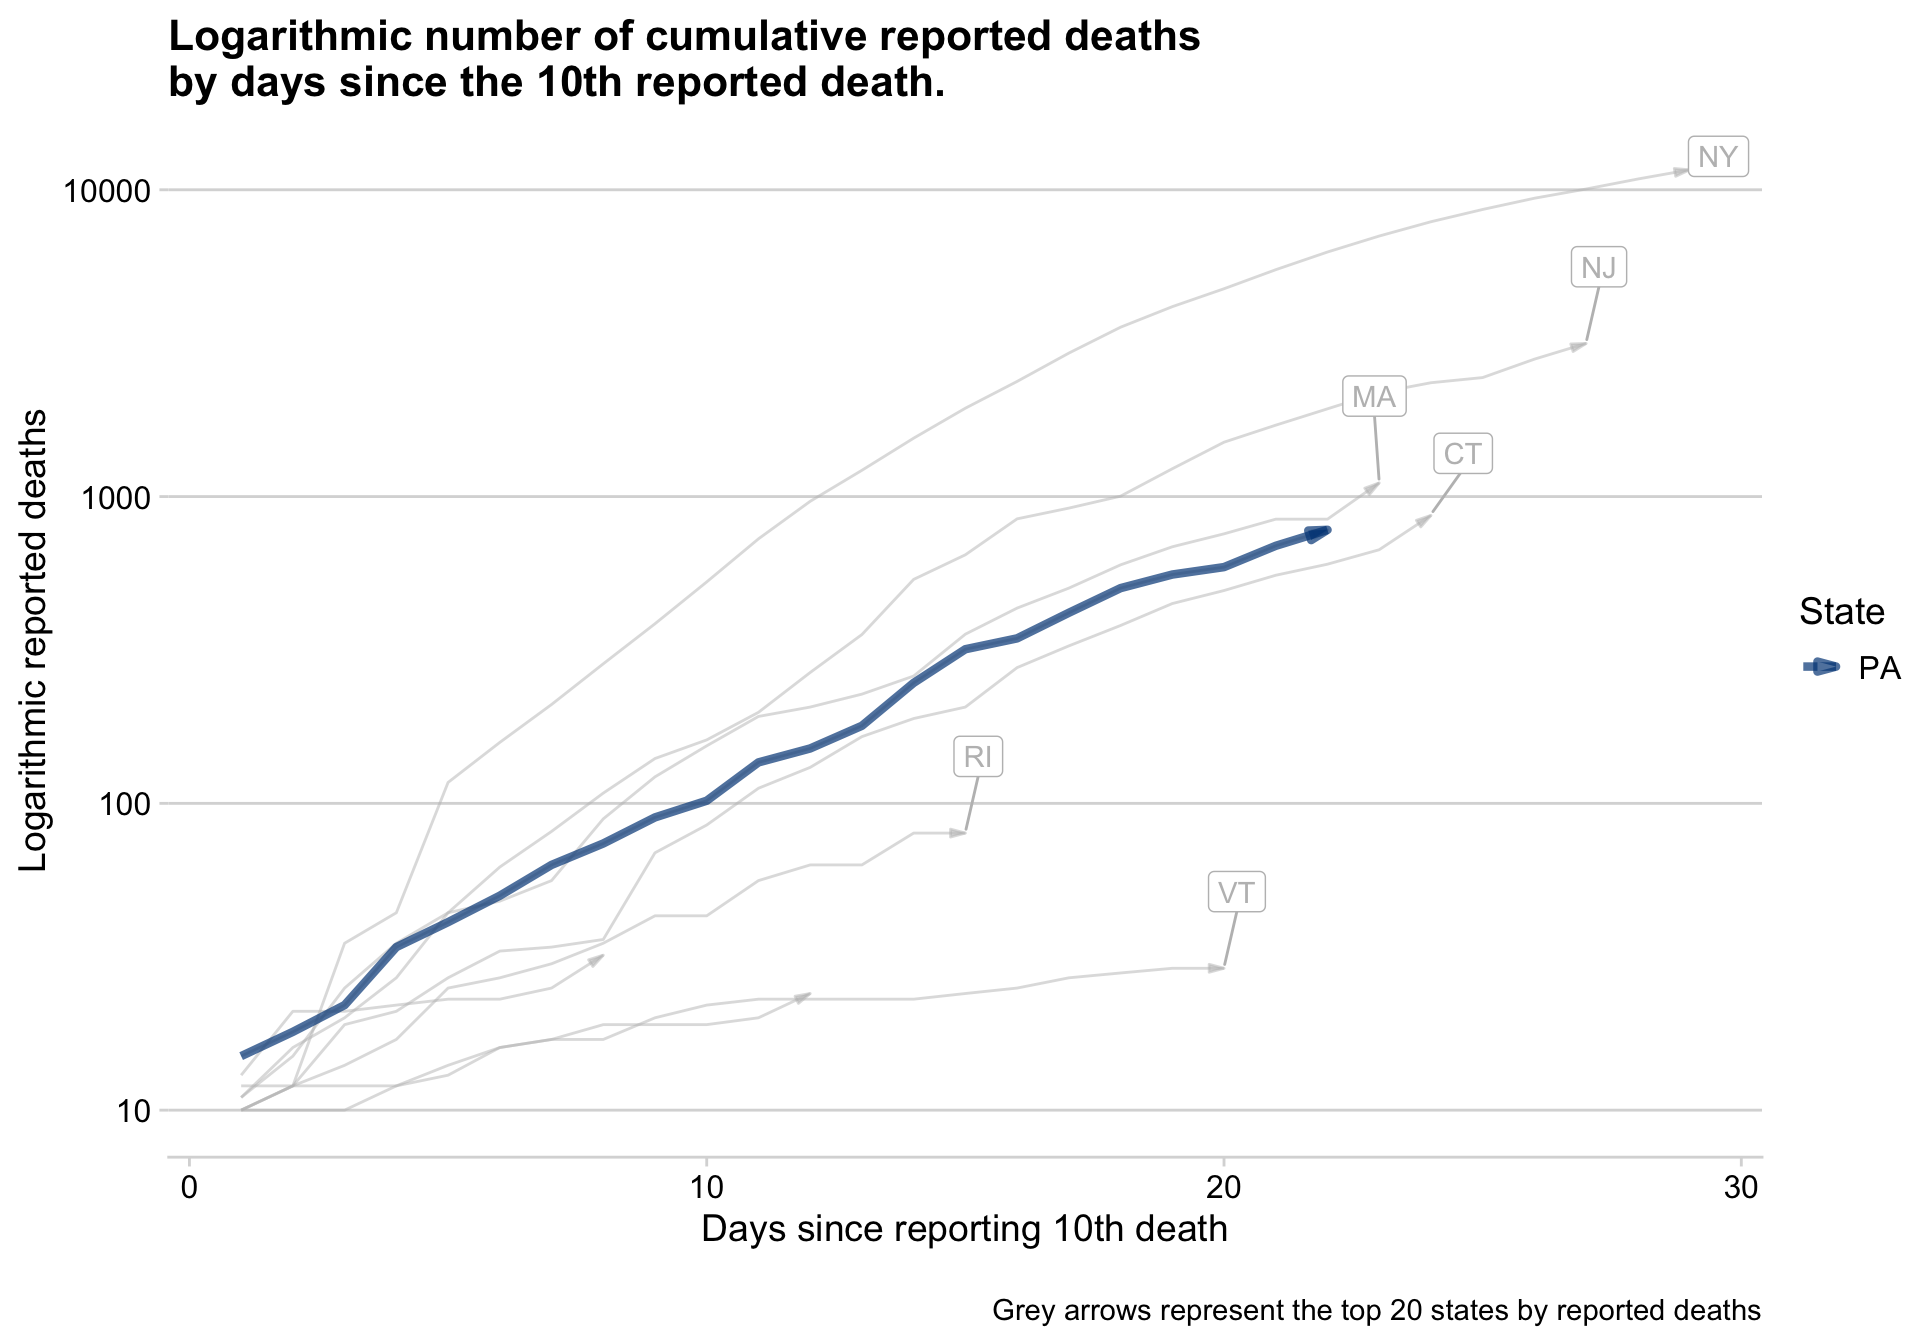 Logarithmic number of cumulative reported deaths
by days since the 10th reported death.
NY
10000
NJ
MA
CT
1000
Logarithmic reported deaths
State
PA
RI
100
VT
10
0 10 20 30
Days since reporting 10th death
Grey arrows represent the top 20 states by reported deaths